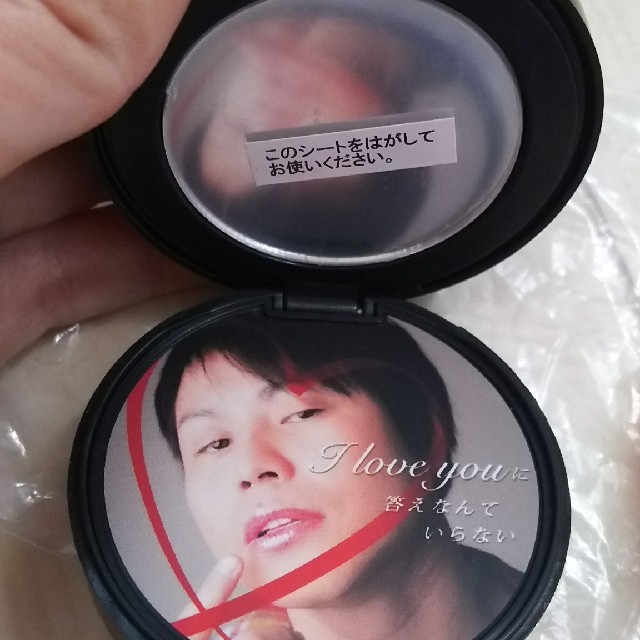 このシートをはがして
お使いください。
I love youに
答えなんて
いらない